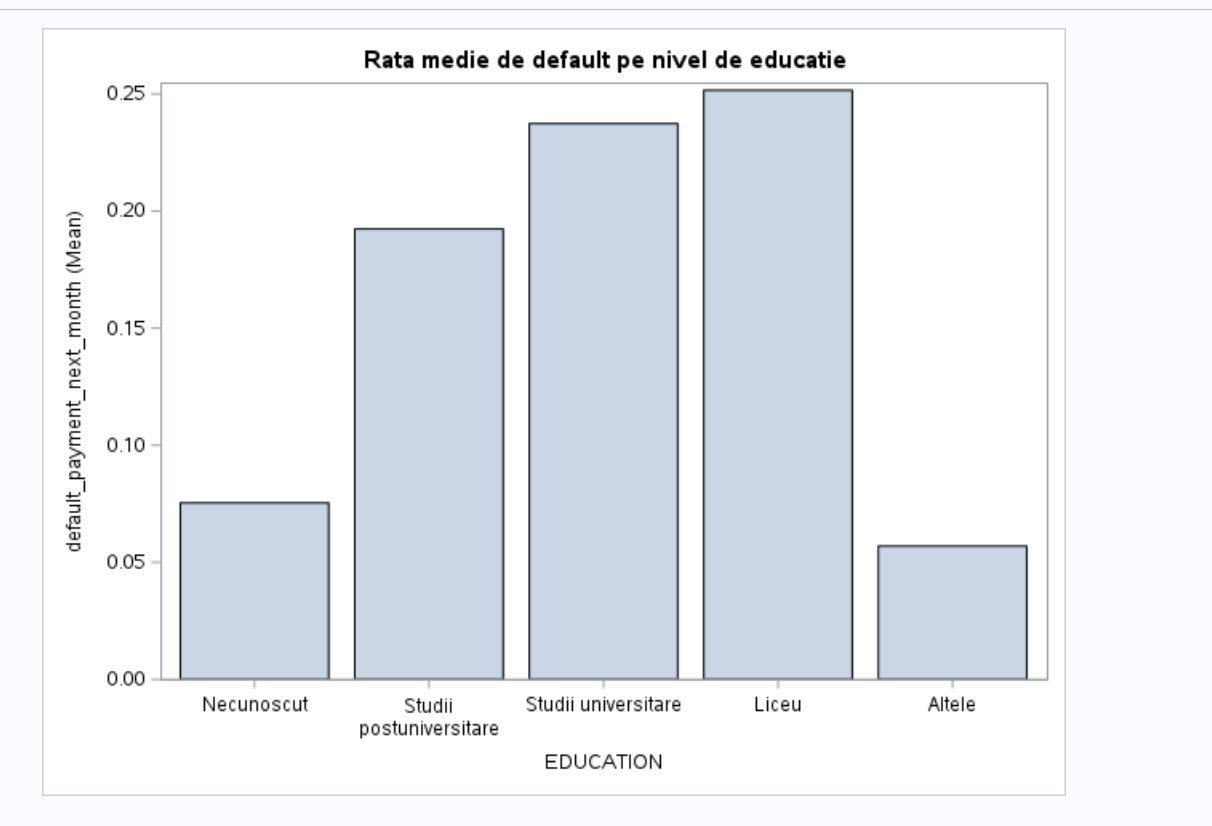 Rata medie de default pe nivel de educatie
default_payment_next_month (Mean)
0.25
0.20
0.15
0.10
0.05
0.00
Necunoscut
Studii
postuniversitare
Studii universitare
Liceu
Altele
EDUCATION